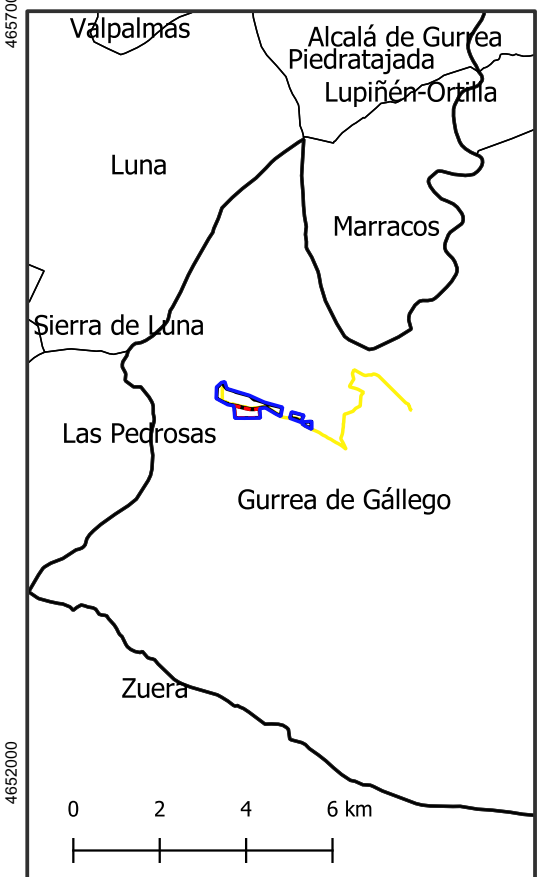 465700
Valpalmas
Alcalá de Gurrea
Piedratajada
Lupiñén-Ortilla
Luna
Marracos
Sierra de Luna
Las Pedrosas
Gurrea de Gállego
Zuera
4652000
0 2 4 6 km